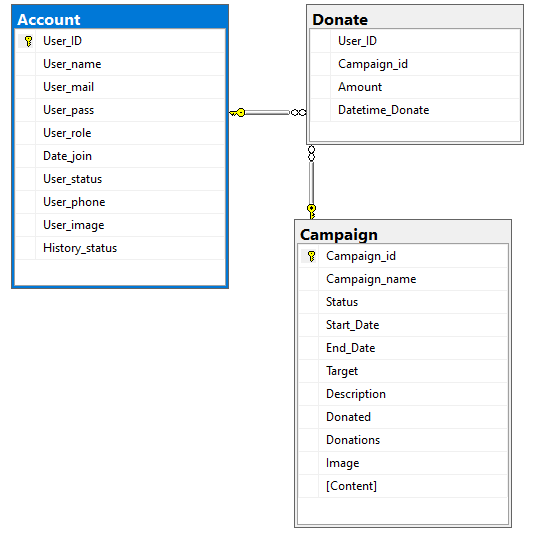 Account
User_ID
User_name
User_mail
User_pass
User_role
Date_join
User_status
User_phone
User_image
History_status
Donate
User_ID
Campaign_id
Amount
Datetime_Donate
Campaign
Campaign_id
Campaign_name
Status
Start_Date
End_Date
Target
Description
Donated
Donations
Image
[Content]